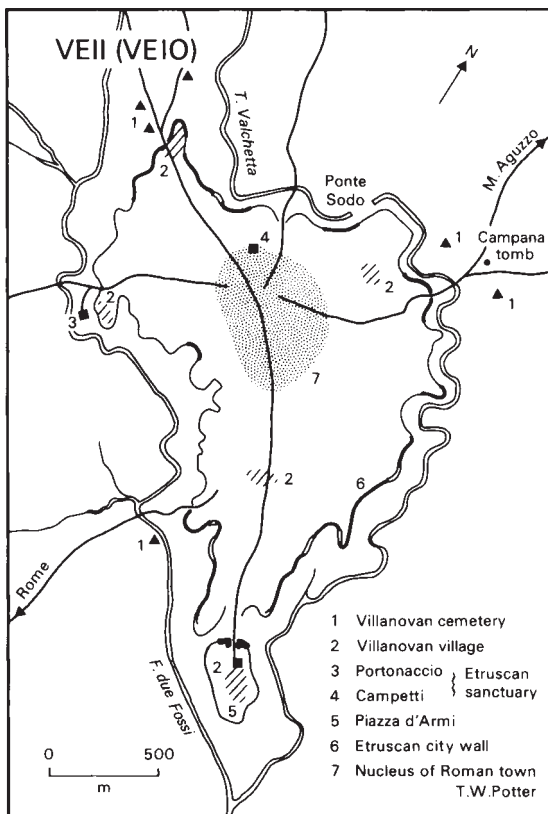 VEII (VEIO)
N
T. Valchetta
Ponte
Sodo
M. Aguzzo
1
2
4
1
Campana
tomb
2
1
2
3
7
2
6
1
Rome
F. due Fossi
2
5
0 500
m
1 Villanovan cemetery
2 Villanovan village
3 Portonaccio
4 Campetti
Etruscan
sanctuary
5 Piazza d'Armi
6 Etruscan city wall
7 Nucleus of Roman town
T.W.Potter